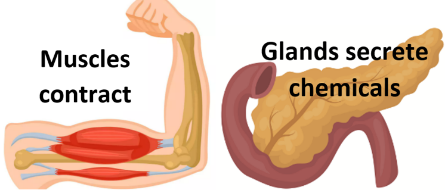 Muscles
contract
Glands secrete
chemicals